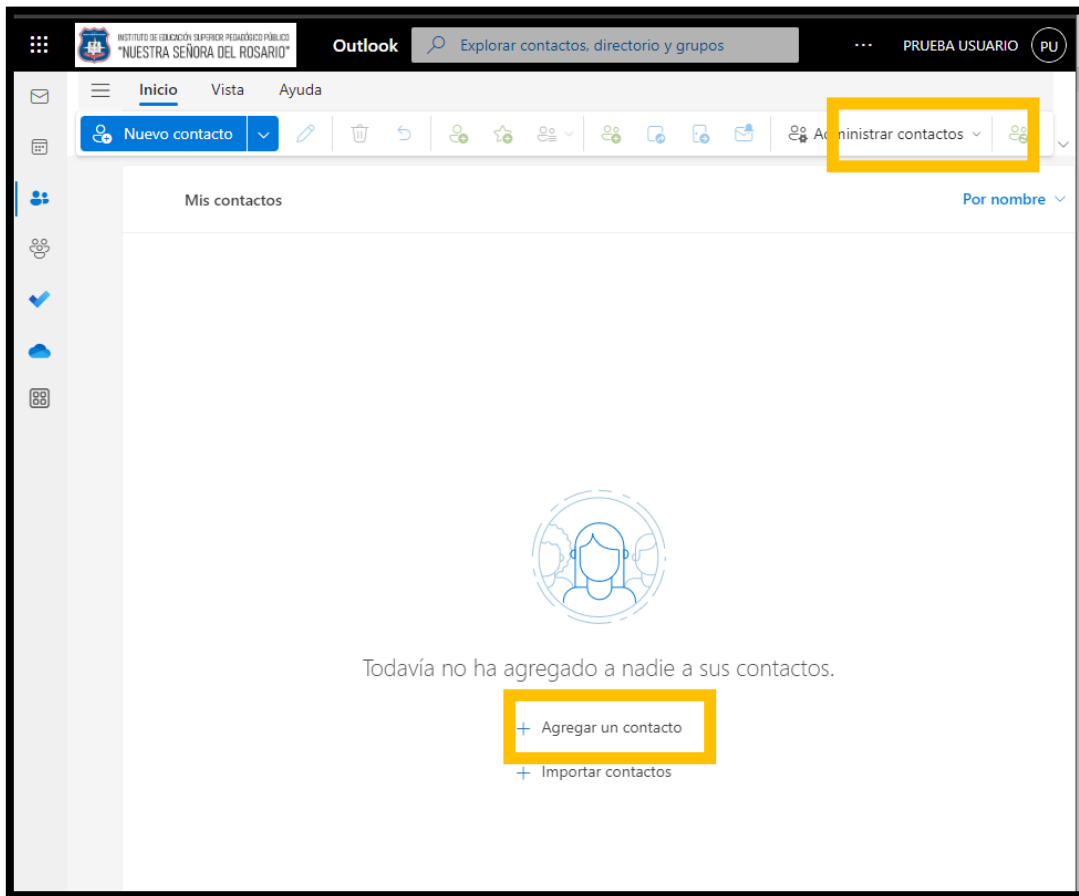 INSTITUTO DE EDUCACIÓN SUPERIOR PEDAGÓGICO PÚBLICO
"NUESTRA SEÑORA DEL ROSARIO"
Outlook
Explorar contactos, directorio y grupos
PRUEBA USUARIO
PU
Inicio Vista Ayuda
Nuevo contacto
Administrar contactos
Mis contactos
Por nombre
Todavía no ha agregado a nadie a sus contactos.
+ Agregar un contacto
+ Importar contactos